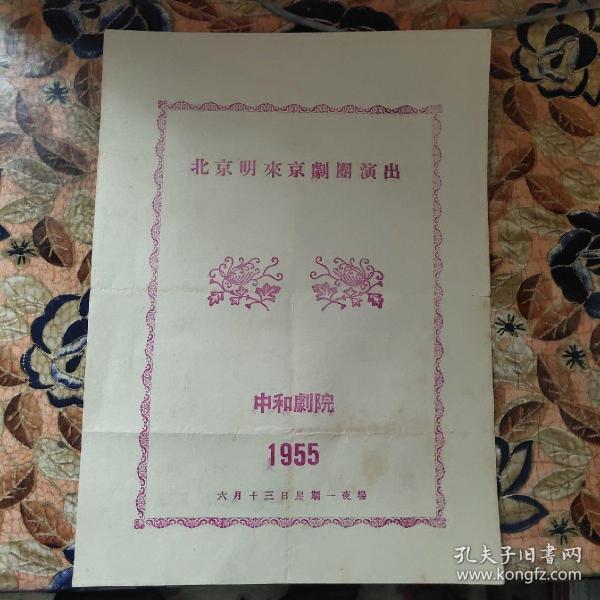 北京明來京劇團演出
中和劇院
1955
六月十三日星期一夜場
孔夫子旧书网
www.kongfz.com